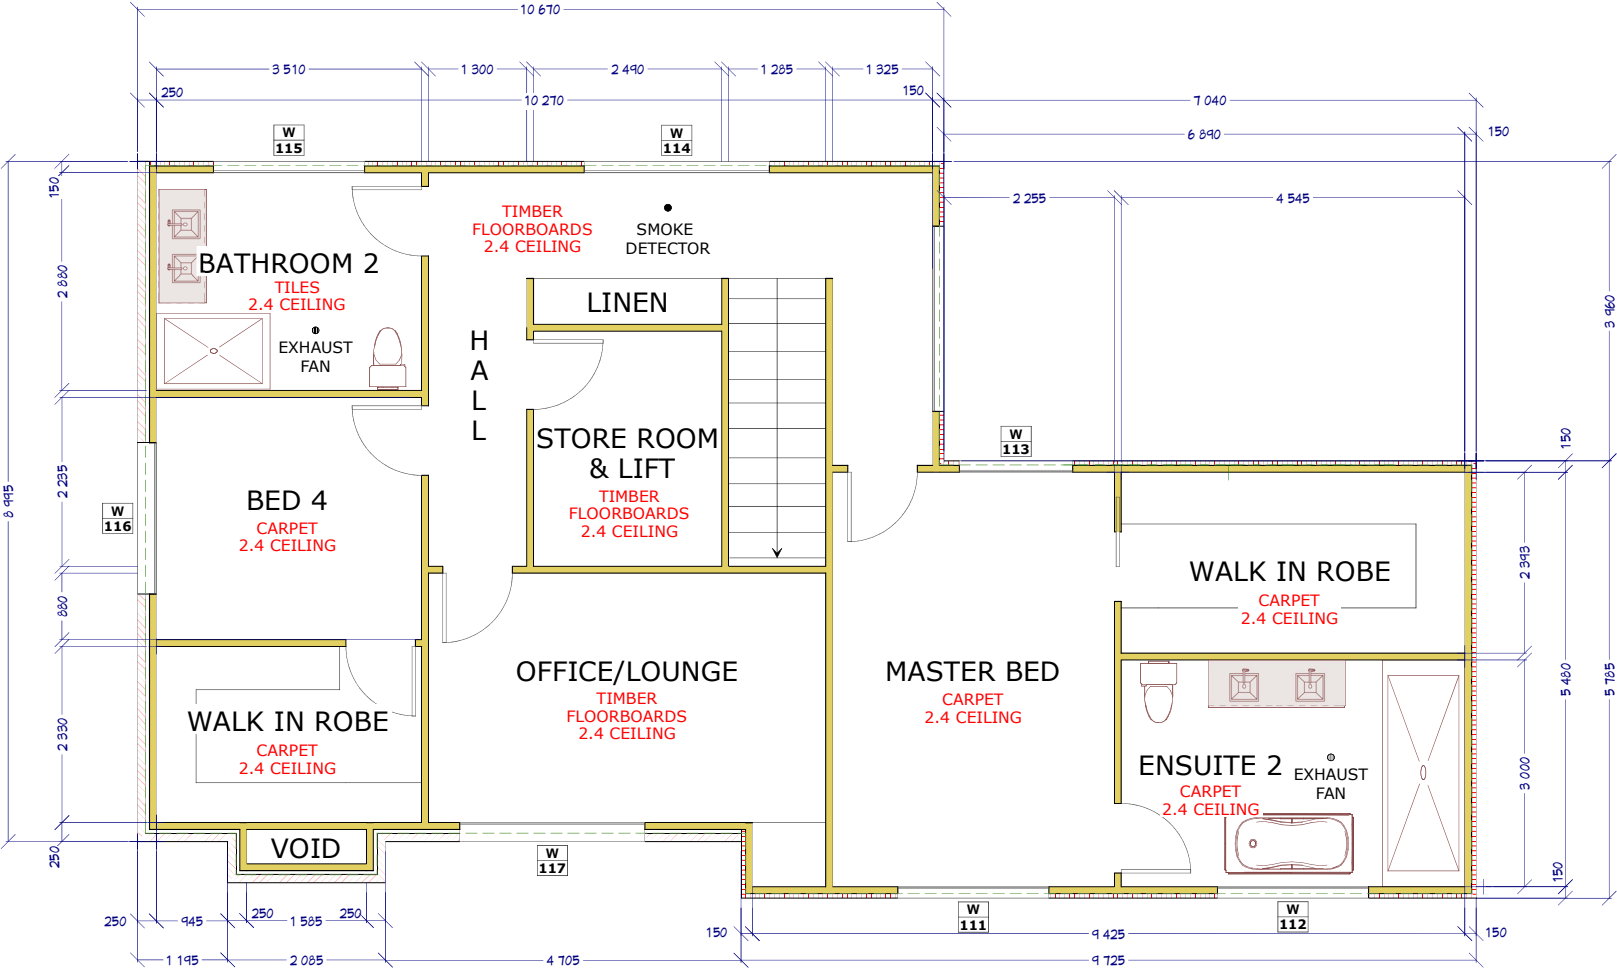 10 670
3 510
1 300
2 490
1 285
1 325
250
10 270
150
7 040
6 890
150
W
115
W
114
150
2 255
4 545
TIMBER
FLOORBOARDS
2.4 CEILING
SMOKE
DETECTOR
BATHROOM 2
TILES
2.4 CEILING
2 880
LINEN
3 960
EXHAUST
FAN
H
A
L
L
STORE ROOM
& LIFT
TIMBER
FLOORBOARDS
2.4 CEILING
W
113
150
8 995
2 235
W
116
BED 4
CARPET
2.4 CEILING
WALK IN ROBE
CARPET
2.4 CEILING
2 393
880
OFFICE/LOUNGE
TIMBER
FLOORBOARDS
2.4 CEILING
MASTER BED
CARPET
2.4 CEILING
5 480
5 785
WALK IN ROBE
CARPET
2.4 CEILING
2 330
ENSUITE 2
CARPET
2.4 CEILING
EXHAUST
FAN
3 000
VOID
250
W
117
150
250
945
250
1 585
250
W
111
W
112
150
9 425
150
1 195
2 085
4 705
9 725